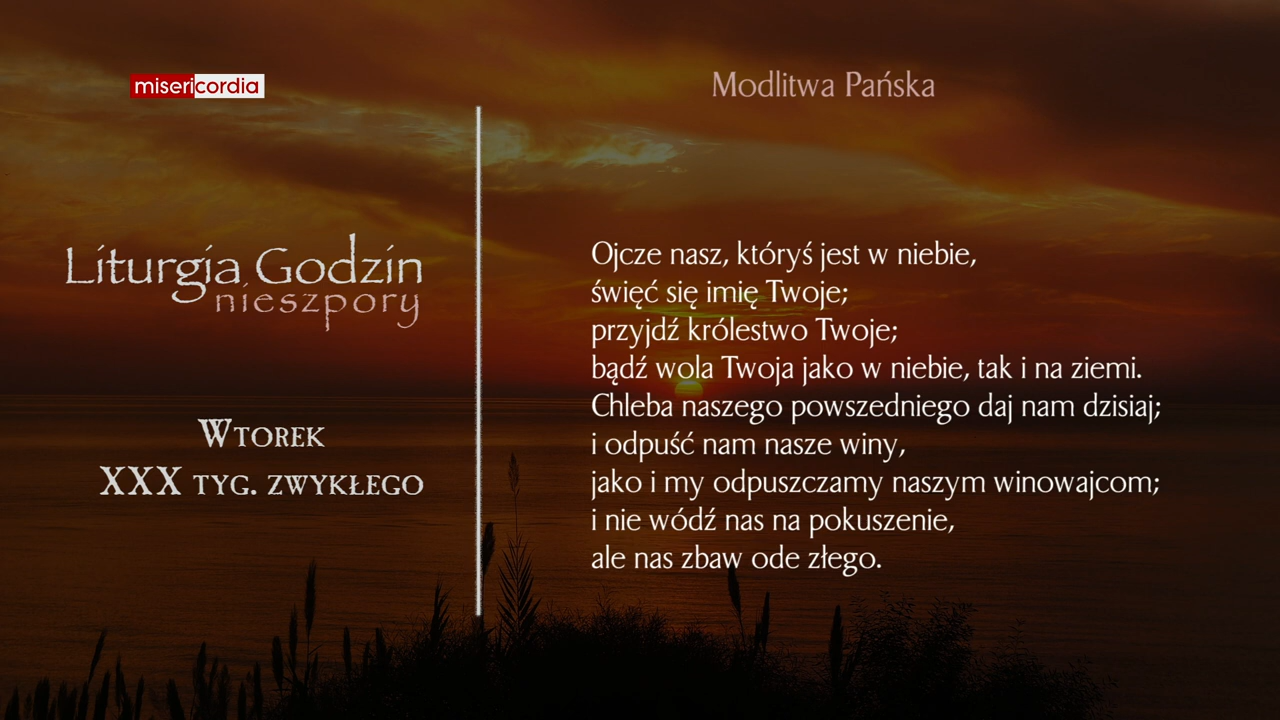 misericordia
Liturgia Godzin
nieszpory
Wtorek
XXX tyg. zwykłego
Modlitwa Pańska
Ojcze nasz, któryś jest w niebie,
święć się imię Twoje;
przyjdź królestwo Twoje;
bądź wola Twoja jako w niebie, tak i na ziemi.
Chleba naszego powszedniego daj nam dzisiaj;
i odpuść nam nasze winy,
jako i my odpuszczamy naszym winowajcom;
i nie wódź nas na pokuszenie,
ale nas zbaw ode złego.